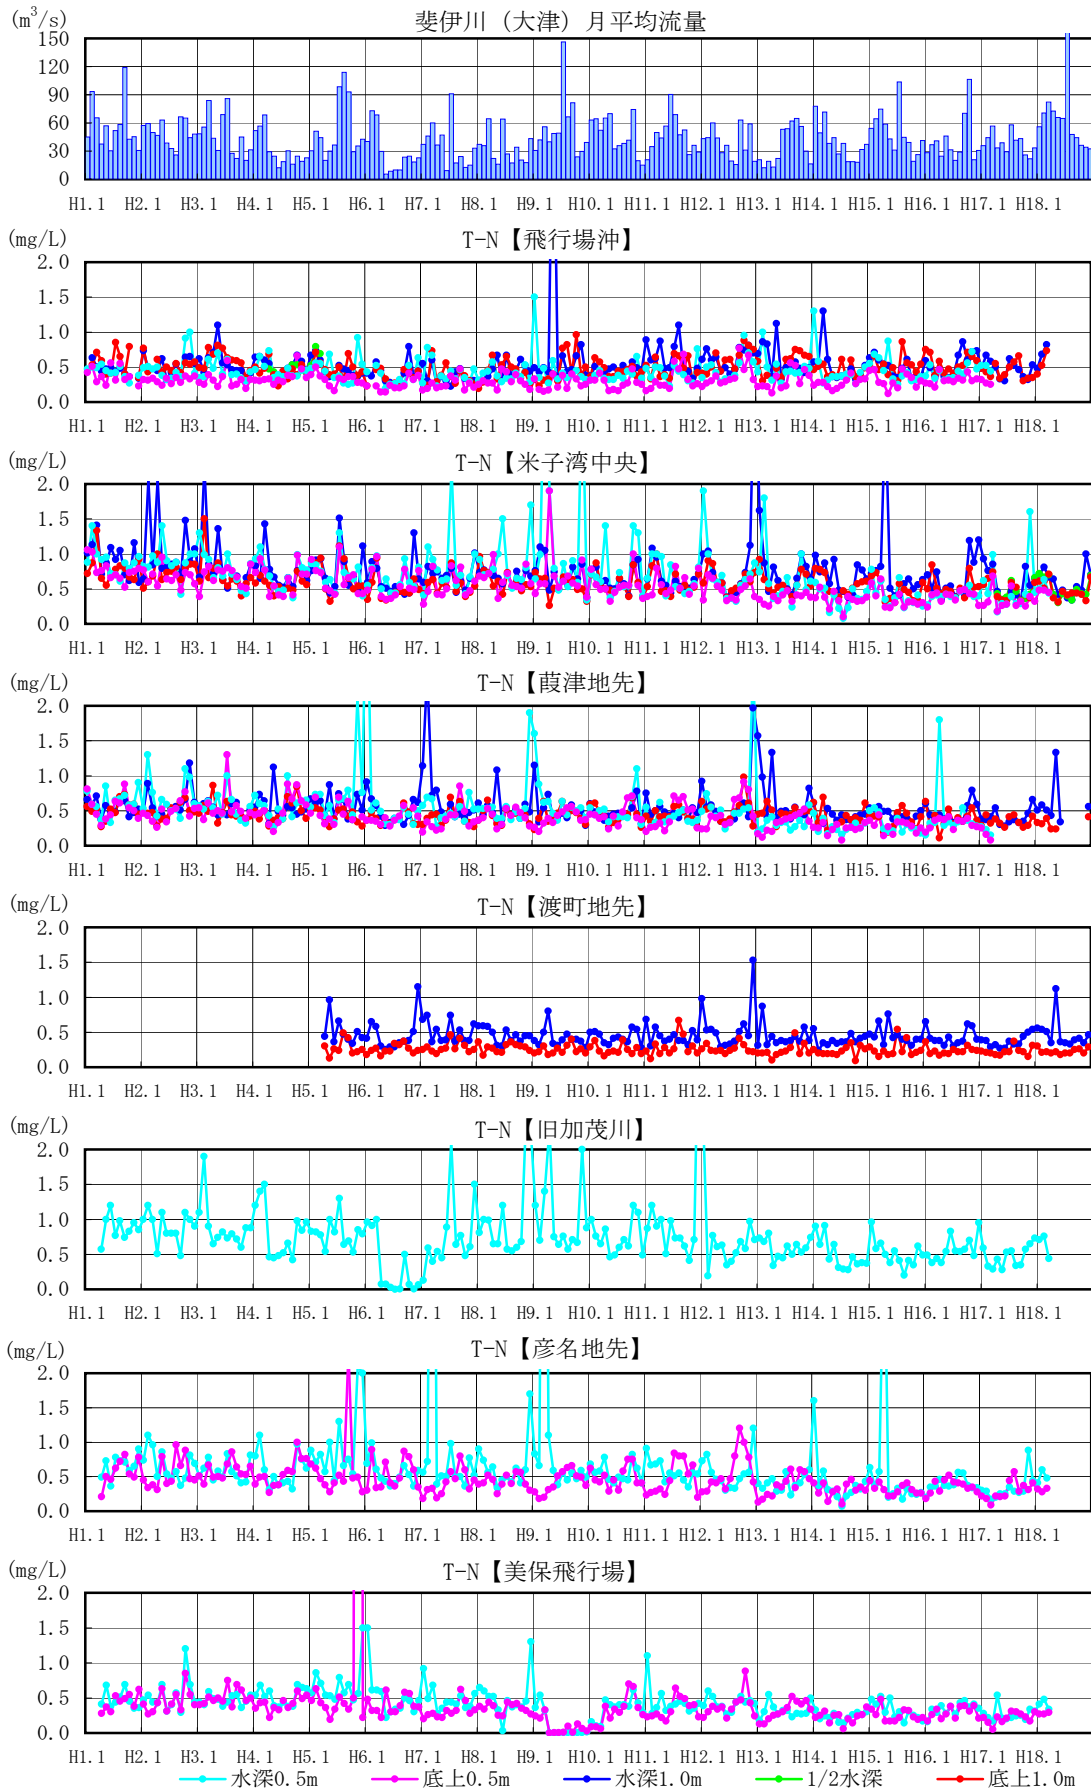 (m3/s)
斐伊川（大津）月平均流量
150
120
90
60
30
0
H1.1 H2.1 H3.1 H4.1 H5.1 H6.1 H7.1 H8.1 H9.1 H10.1 H11.1 H12.1 H13.1 H14.1 H15.1 H16.1 H17.1 H18.1
(mg/L)
T-N【飛行場沖】
2.0
1.5
1.0
0.5
0.0
H1.1 H2.1 H3.1 H4.1 H5.1 H6.1 H7.1 H8.1 H9.1 H10.1 H11.1 H12.1 H13.1 H14.1 H15.1 H16.1 H17.1 H18.1
(mg/L)
T-N【米子湾中央】
2.0
1.5
1.0
0.5
0.0
H1.1 H2.1 H3.1 H4.1 H5.1 H6.1 H7.1 H8.1 H9.1 H10.1 H11.1 H12.1 H13.1 H14.1 H15.1 H16.1 H17.1 H18.1
(mg/L)
T-N【葭津地先】
2.0
1.5
1.0
0.5
0.0
H1.1 H2.1 H3.1 H4.1 H5.1 H6.1 H7.1 H8.1 H9.1 H10.1 H11.1 H12.1 H13.1 H14.1 H15.1 H16.1 H17.1 H18.1
(mg/L)
T-N【渡町地先】
2.0
1.5
1.0
0.5
0.0
H1.1 H2.1 H3.1 H4.1 H5.1 H6.1 H7.1 H8.1 H9.1 H10.1 H11.1 H12.1 H13.1 H14.1 H15.1 H16.1 H17.1 H18.1
(mg/L)
T-N【旧加茂川】
2.0
1.5
1.0
0.5
0.0
H1.1 H2.1 H3.1 H4.1 H5.1 H6.1 H7.1 H8.1 H9.1 H10.1 H11.1 H12.1 H13.1 H14.1 H15.1 H16.1 H17.1 H18.1
(mg/L)
T-N【彦名地先】
2.0
1.5
1.0
0.5
0.0
H1.1 H2.1 H3.1 H4.1 H5.1 H6.1 H7.1 H8.1 H9.1 H10.1 H11.1 H12.1 H13.1 H14.1 H15.1 H16.1 H17.1 H18.1
(mg/L)
T-N【美保飛行場】
2.0
1.5
1.0
0.5
0.0
H1.1 H2.1 H3.1 H4.1 H5.1 H6.1 H7.1 H8.1 H9.1 H10.1 H11.1 H12.1 H13.1 H14.1 H15.1 H16.1 H17.1 H18.1
水深0.5m 底上0.5m 水深1.0m 1/2水深 底上1.0m